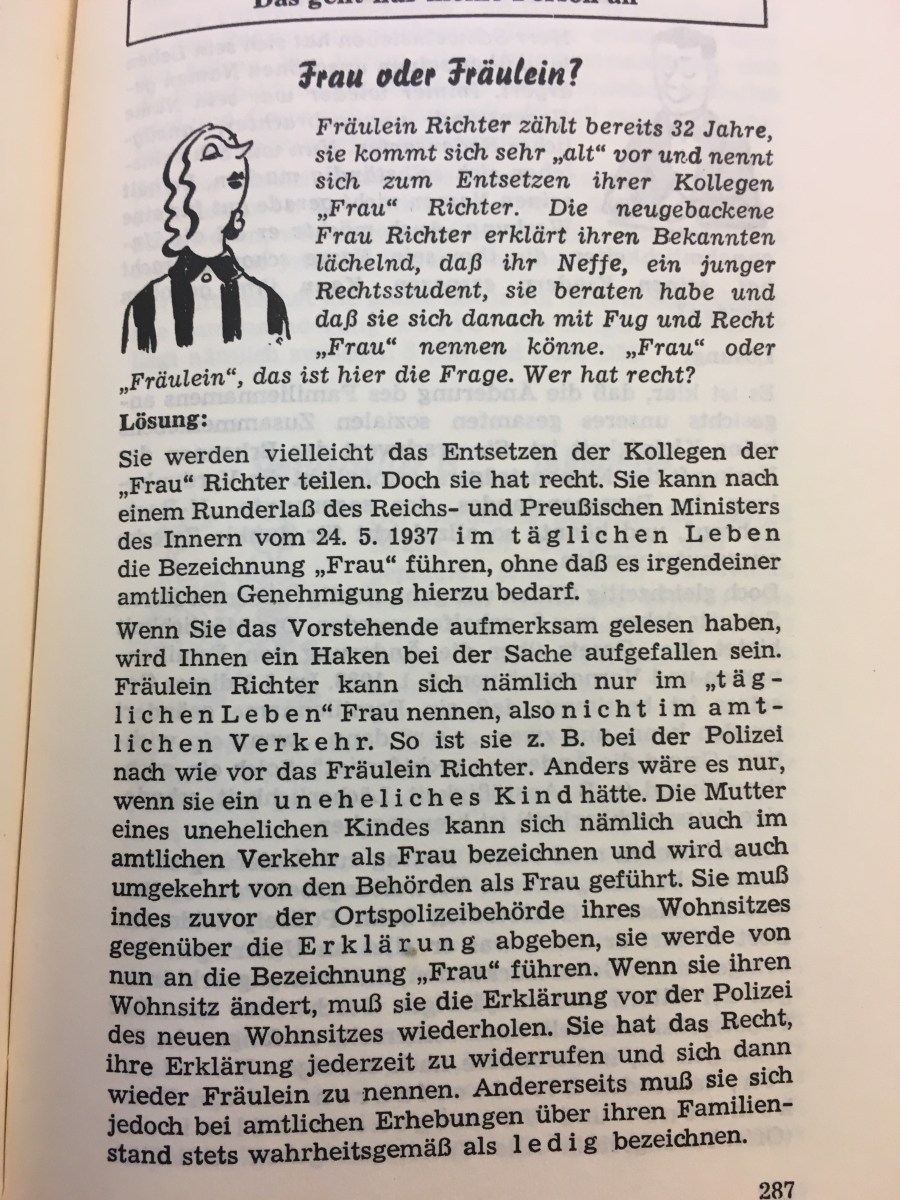 Das geht nur meine Person an
Frau oder Fräulein?
Fräulein Richter zählt bereits 32 Jahre,
sie kommt sich sehr „alt“ vor und nennt
sich zum Entsetzen ihrer Kollegen
„Frau“ Richter. Die neugebackene
Frau Richter erklärt ihren Bekannten
lächelnd, daß ihr Neffe, ein junger
Rechtsstudent, sie beraten habe und
daß sie sich danach mit Fug und Recht
„Frau“ nennen könne. „Frau“ oder
„Fräulein“, das ist hier die Frage. Wer hat recht?
Lösung:
Sie werden vielleicht das Entsetzen der Kollegen der
„Frau“ Richter teilen. Doch sie hat recht. Sie kann nach
einem Runderlaß des Reichs- und Preußischen Ministers
des Innern vom 24. 5. 1937 im täglichen Leben
die Bezeichnung „Frau“ führen, ohne daß es irgendeiner
amtlichen Genehmigung hierzu bedarf.
Wenn Sie das Vorstehende aufmerksam gelesen haben,
wird Ihnen ein Haken bei der Sache aufgefallen sein.
Fräulein Richter kann sich nämlich nur im „täg-
lichen Leben“ Frau nennen, also nicht im amt-
lichen Verkehr. So ist sie z. B. bei der Polizei
nach wie vor das Fräulein Richter. Anders wäre es nur,
wenn sie ein uneheliches Kind hätte. Die Mutter
eines unehelichen Kindes kann sich nämlich auch im
amtlichen Verkehr als Frau bezeichnen und wird auch
umgekehrt von den Behörden als Frau geführt. Sie muß
indes zuvor der Ortspolizeibehörde ihres Wohnsitzes
gegenüber die Erklärung abgeben, sie werde von
nun an die Bezeichnung „Frau“ führen. Wenn sie ihren
Wohnsitz ändert, muß sie die Erklärung vor der Polizei
des neuen Wohnsitzes wiederholen. Sie hat das Recht,
ihre Erklärung jederzeit zu widerrufen und sich dann
wieder Fräulein zu nennen. Andererseits muß sie sich
jedoch bei amtlichen Erhebungen über ihren Familien-
stand stets wahrheitsgemäß als ledig bezeichnen.
287